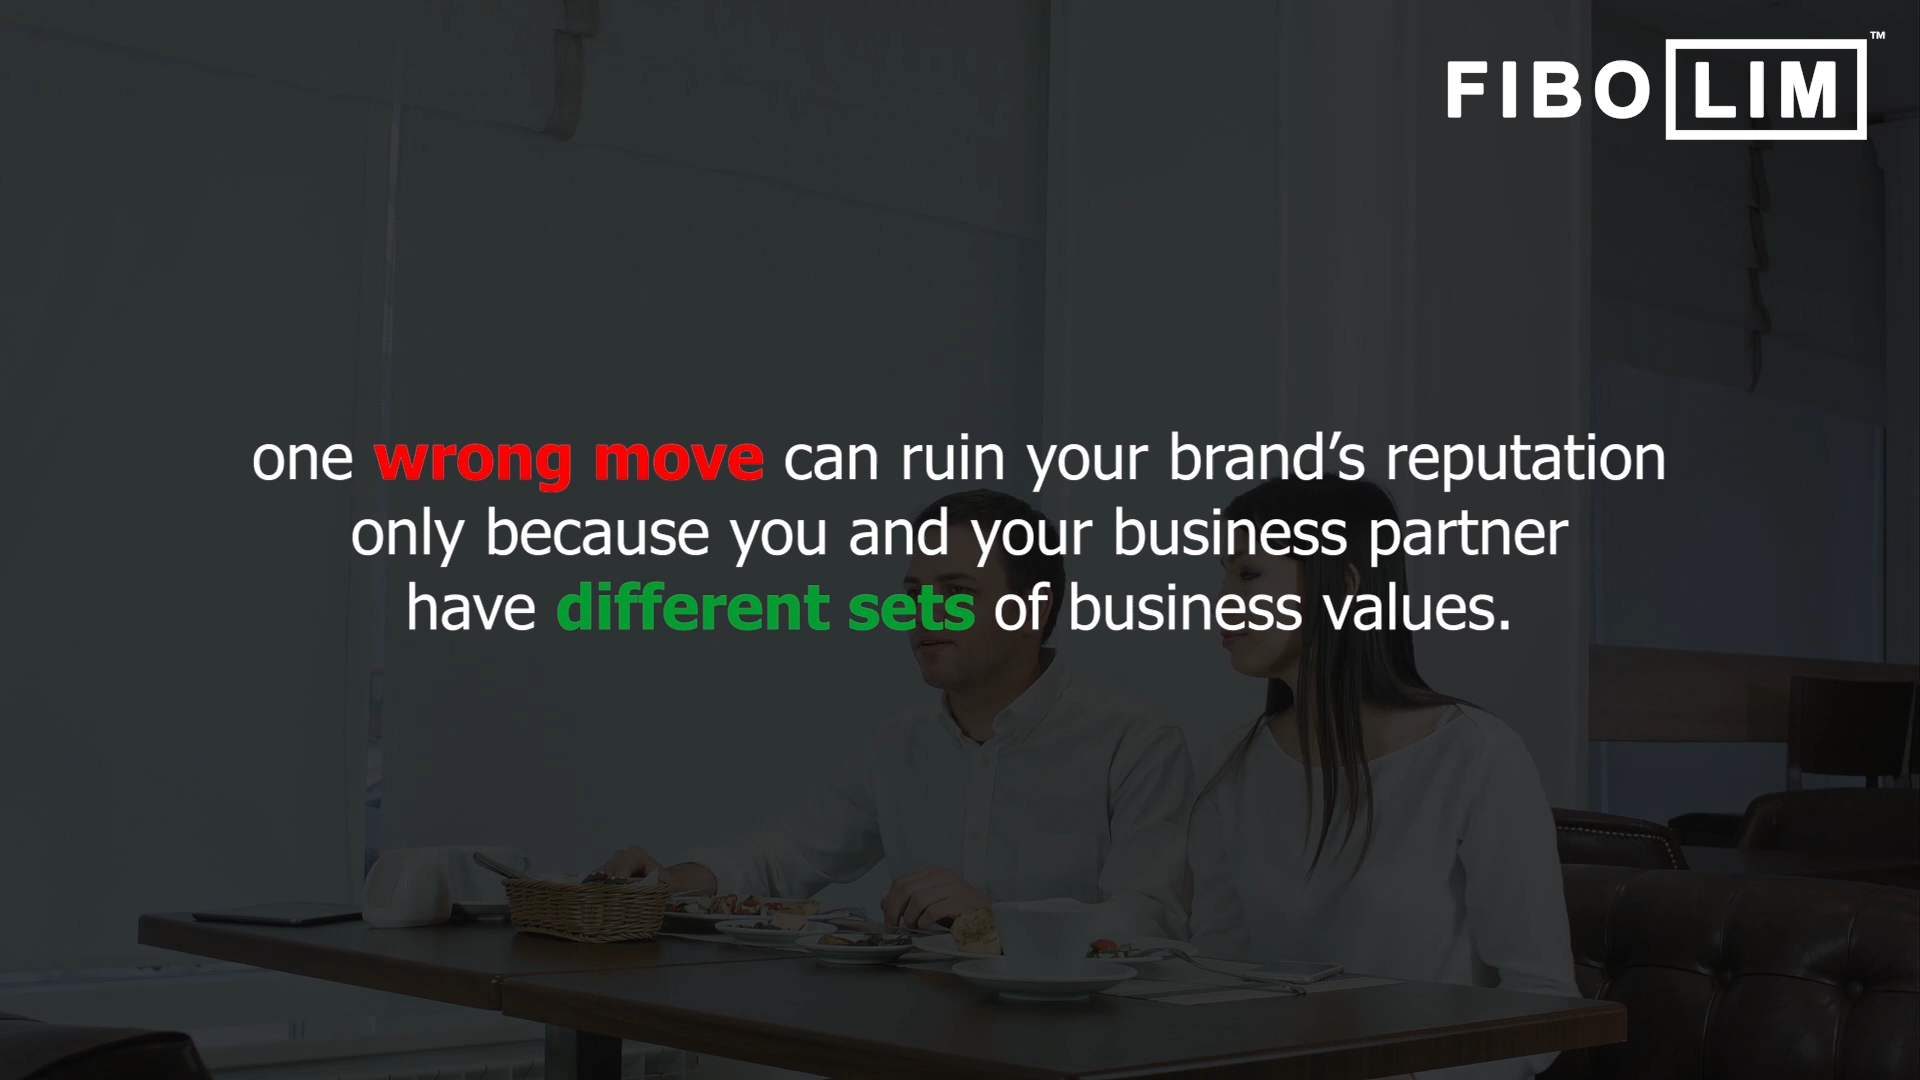 FIBO LIM™
one wrong move can ruin your brand’s reputation
only because you and your business partner
have different sets of business values.